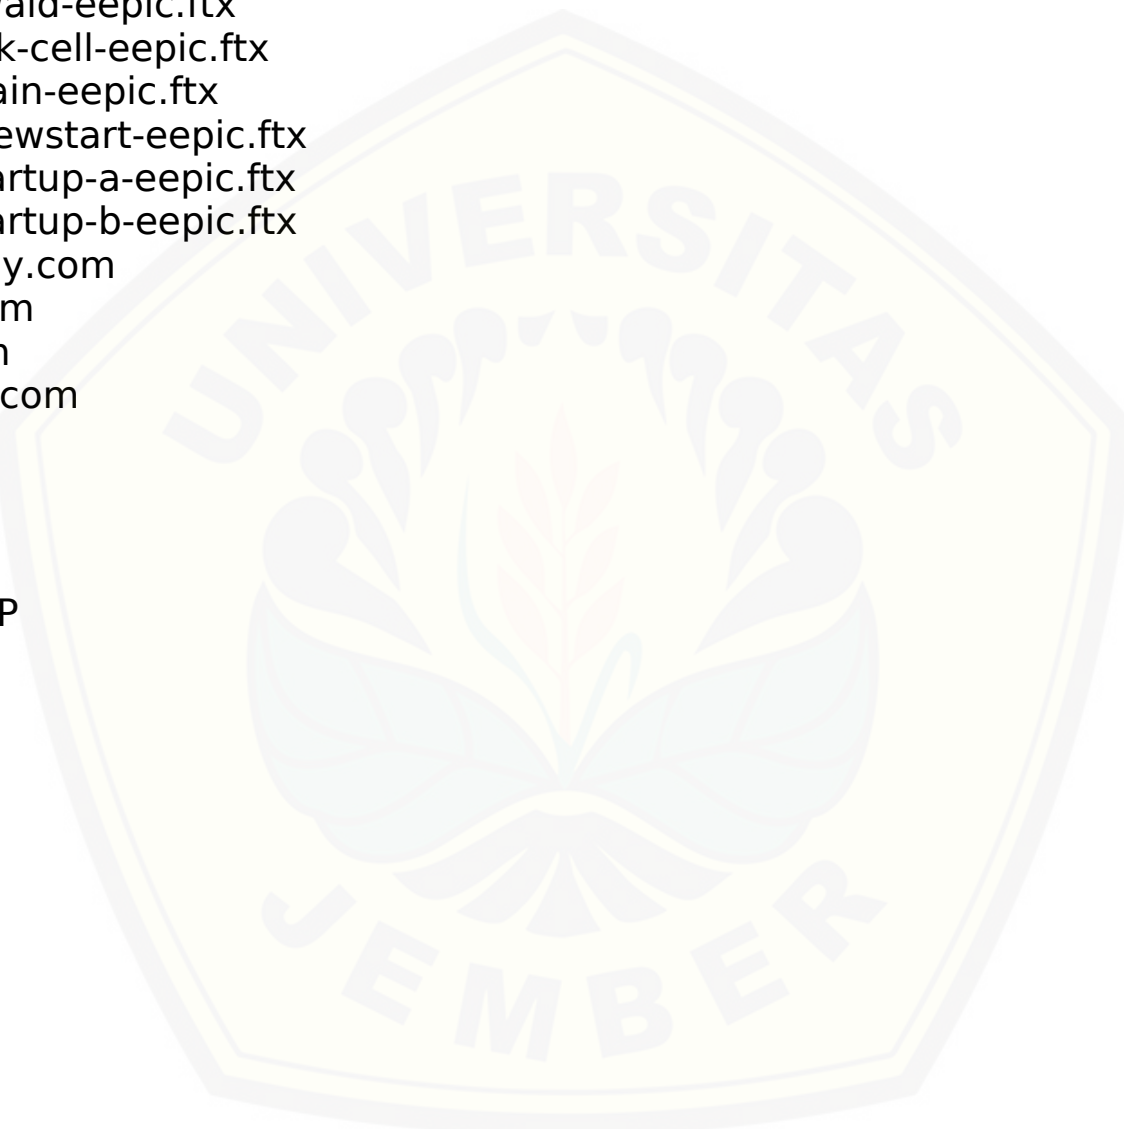 ald-eepic.ftx
k-cell-eepic.ftx
ain-eepic.ftx
ewstart-eepic.ftx
artup-a-eepic.ftx
artup-b-eepic.ftx
y.com
m
.com
P
UNIVERSITAS
JEMBER